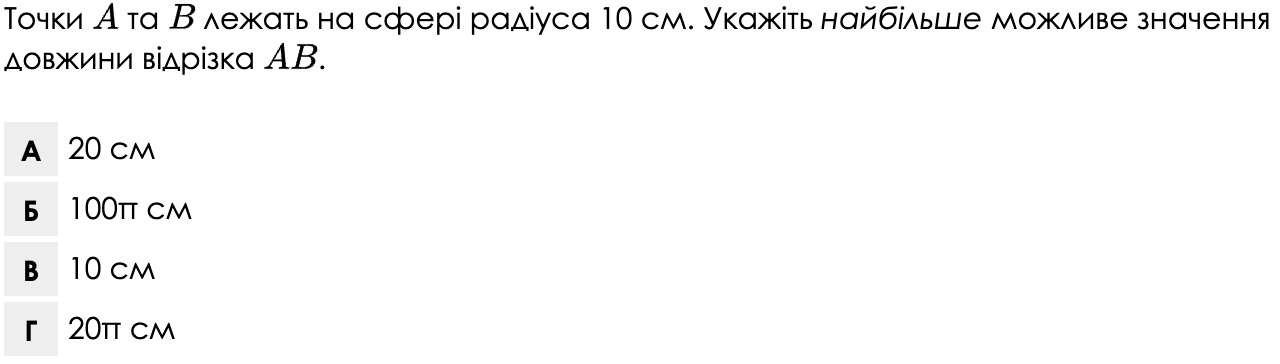 Точки A та B лежать на сфері радіуса 10 см. Укажіть найбільше можливе значення
довжини відрізка AB.
А 20 см
Б 100π см
В 10 см
Г 20π см